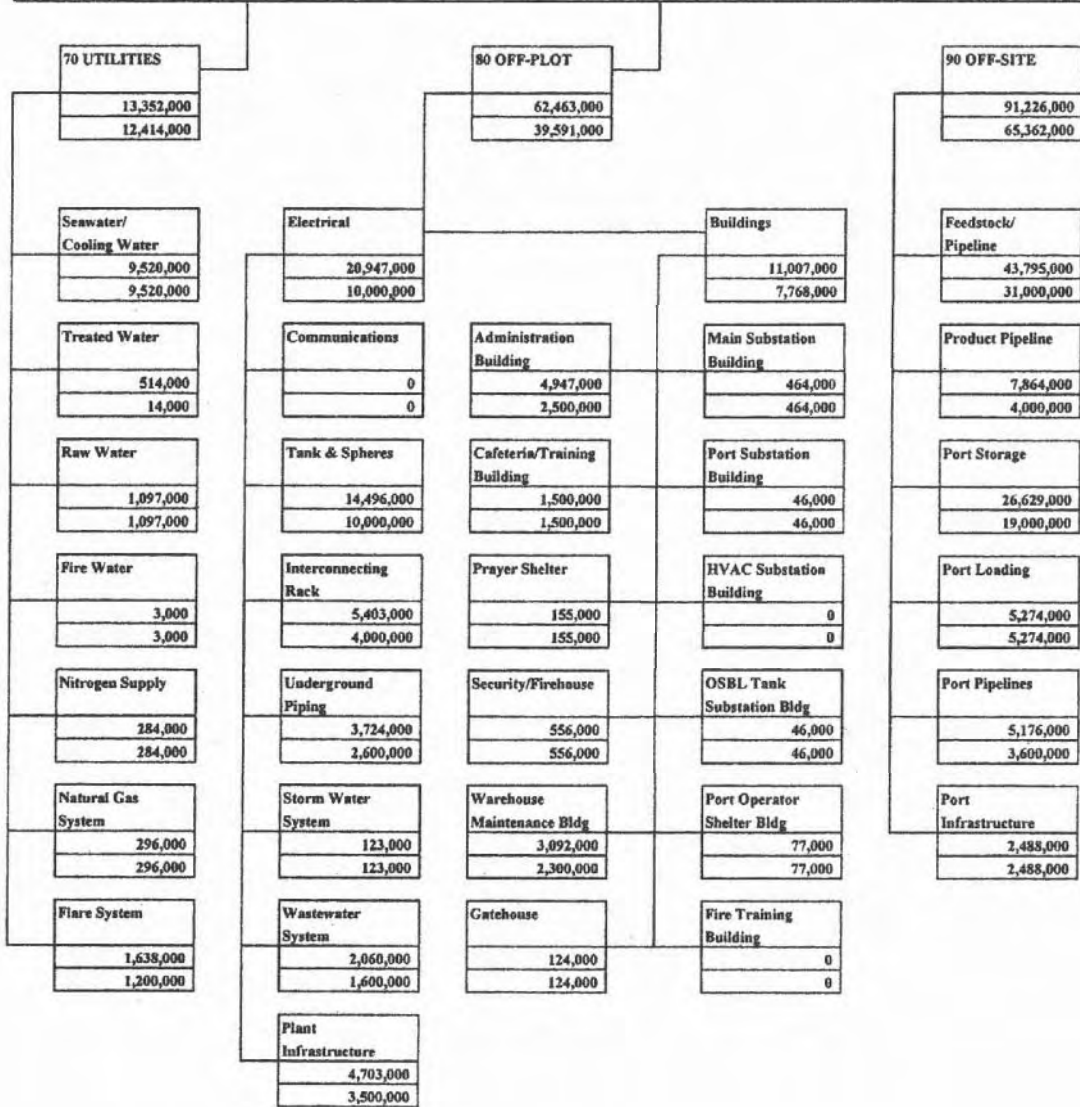 70 UTILITIES
13,352,000
12,414,000
80 OFF-PLOT
62,463,000
39,591,000
90 OFF-SITE
91,226,000
65,362,000
Seawater/
Cooling Water
9,520,000
9,520,000
Electrical
20,947,000
10,000,000
Buildings
11,007,000
7,768,000
Feedstock/
Pipeline
43,795,000
31,000,000
Treated Water
514,000
14,000
Communications
0
0
Administration
Building
4,947,000
2,500,000
Main Substation
Building
464,000
464,000
Product Pipeline
7,864,000
4,000,000
Raw Water
1,097,000
1,097,000
Tank & Spheres
14,496,000
10,000,000
Cafeteria/Training
Building
1,500,000
1,500,000
Port Substation
Building
46,000
46,000
Port Storage
26,629,000
19,000,000
Fire Water
3,000
3,000
Interconnecting
Rack
5,403,000
4,000,000
Prayer Shelter
155,000
155,000
HVAC Substation
Building
0
0
Port Loading
5,274,000
5,274,000
Nitrogen Supply
284,000
284,000
Underground
Piping
3,724,000
2,600,000
Security/Firehouse
556,000
556,000
OSBL Tank
Substation Bldg
46,000
46,000
Port Pipelines
5,176,000
3,600,000
Natural Gas
System
296,000
296,000
Storm Water
System
123,000
123,000
Warehouse
Maintenance Bldg
3,092,000
2,300,000
Port Operator
Shelter Bldg
77,000
77,000
Port
Infrastructure
2,488,000
2,488,000
Flare System
1,638,000
1,200,000
Wastewater
System
2,060,000
1,600,000
Gatehouse
124,000
124,000
Fire Training
Building
0
0
Plant
Infrastructure
4,703,000
3,500,000